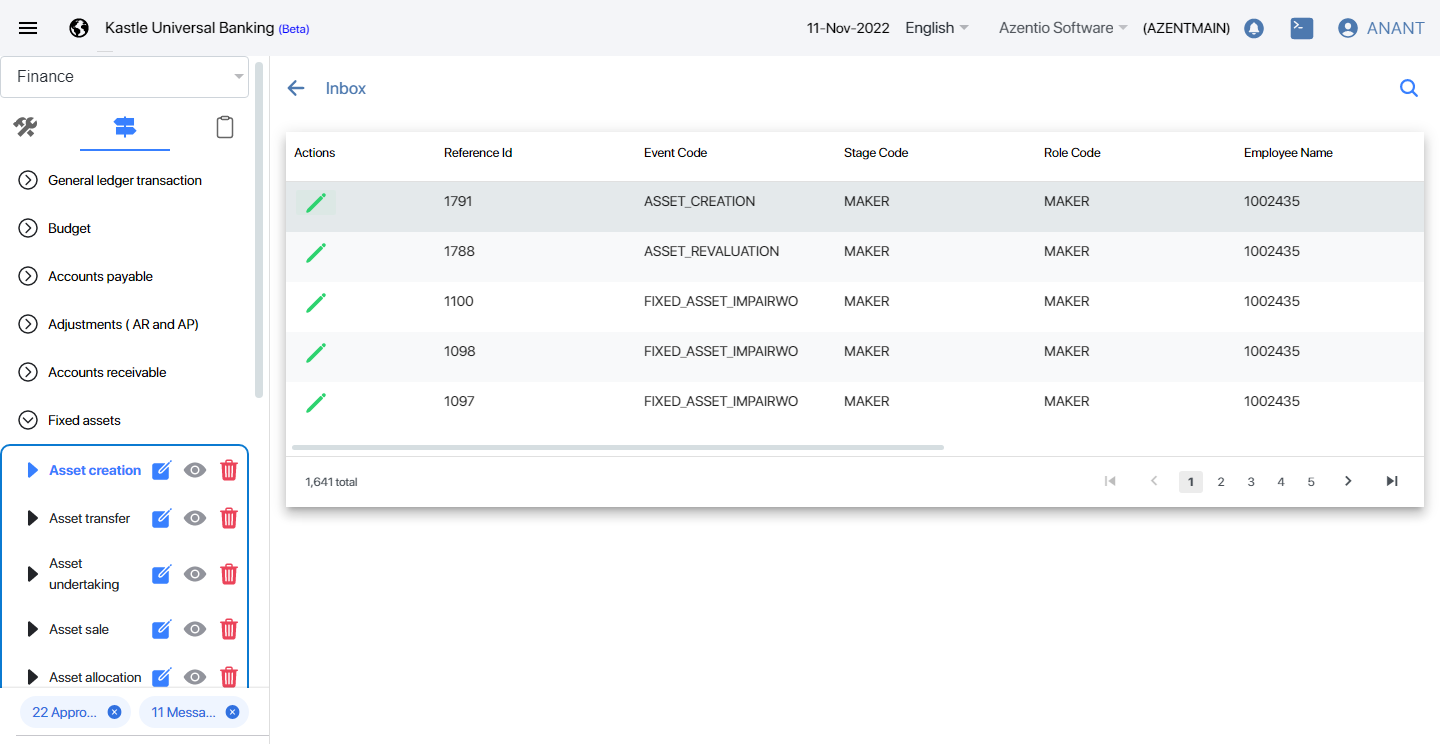 Kastle Universal Banking (Beta)
11-Nov-2022 English Azentio Software (AZENTMAIN) ANANT
Finance
General ledger transaction
Budget
Accounts payable
Adjustments ( AR and AP)
Accounts receivable
Fixed assets
Asset creation
Asset transfer
Asset
undertaking
Asset sale
Asset allocation
22 Appro... 11 Messa...
Inbox
Actions Reference Id Event Code Stage Code Role Code Employee Name
1791 ASSET_CREATION MAKER MAKER 1002435
1788 ASSET_REVALUATION MAKER MAKER 1002435
1100 FIXED_ASSET_IMPAIRWO MAKER MAKER 1002435
1098 FIXED_ASSET_IMPAIRWO MAKER MAKER 1002435
1097 FIXED_ASSET_IMPAIRWO MAKER MAKER 1002435
1,641 total 1 2 3 4 5